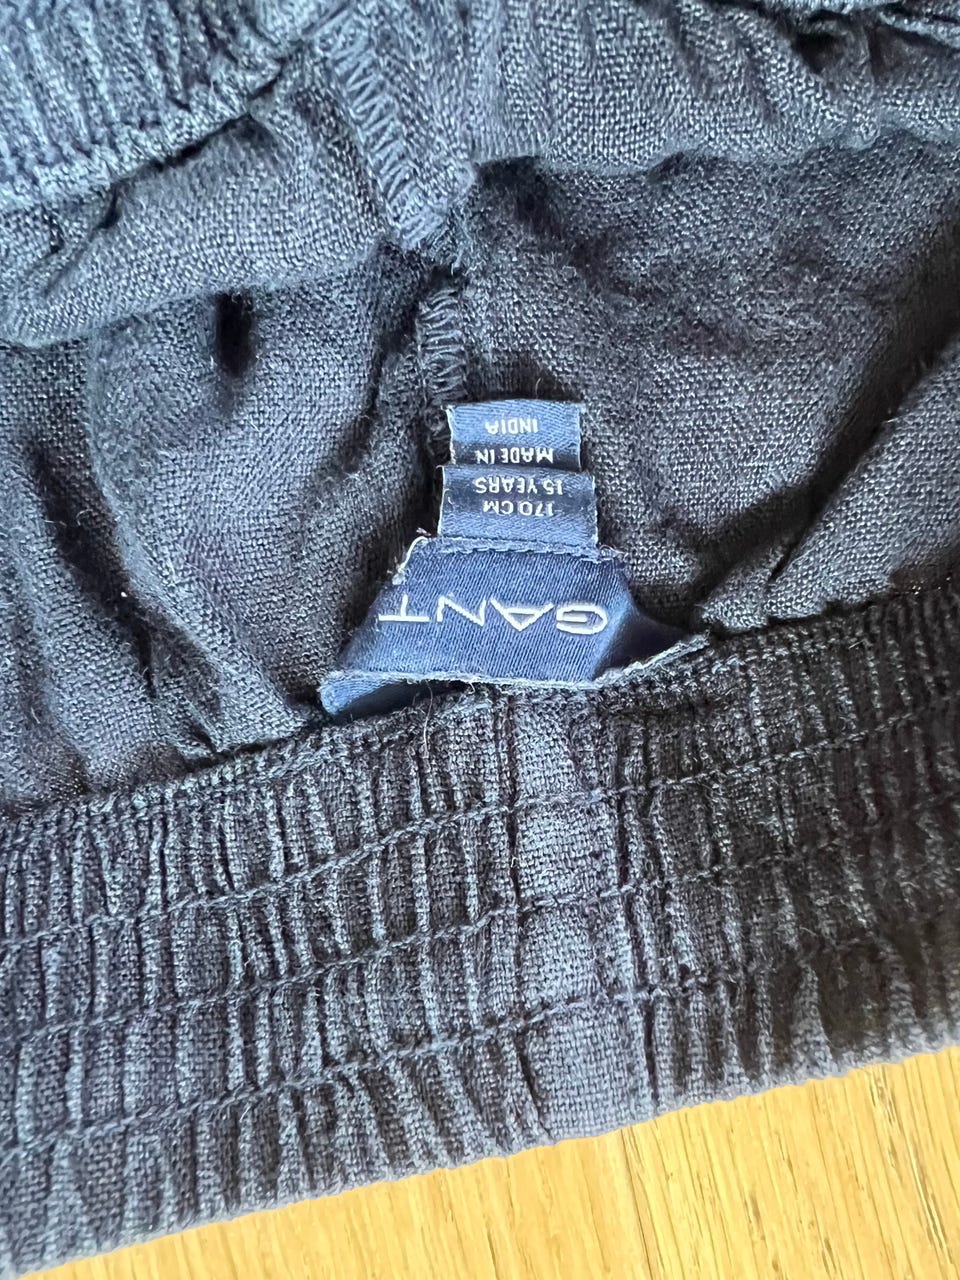 GANT
170 CM
15 YEARS
MADE IN
INDIA